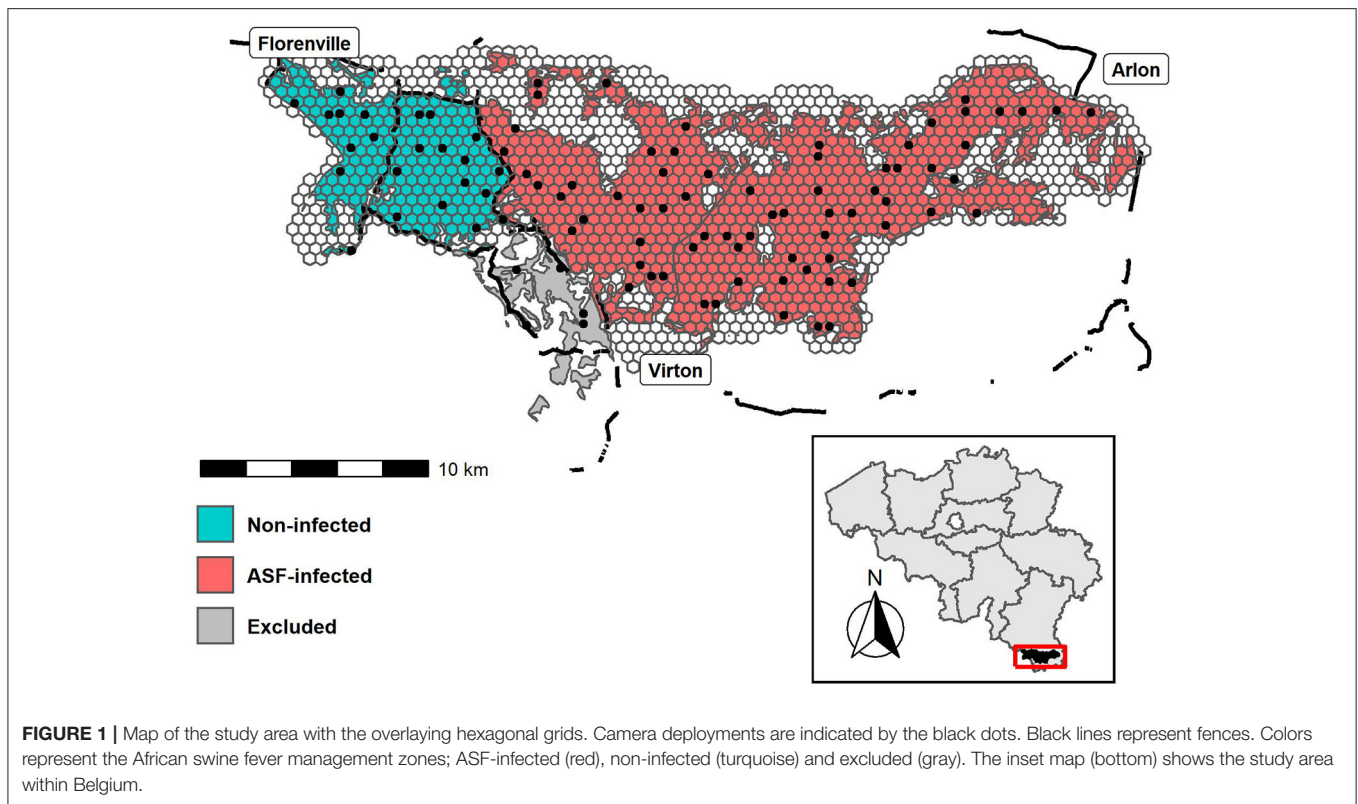 Florenville
Arlon
Virton
10 km
Non-infected
ASF-infected
Excluded
N
FIGURE 1 | Map of the study area with the overlaying hexagonal grids. Camera deployments are indicated by the black dots. Black lines represent fences. Colors
represent the African swine fever management zones; ASF-infected (red), non-infected (turquoise) and excluded (gray). The inset map (bottom) shows the study area
within Belgium.